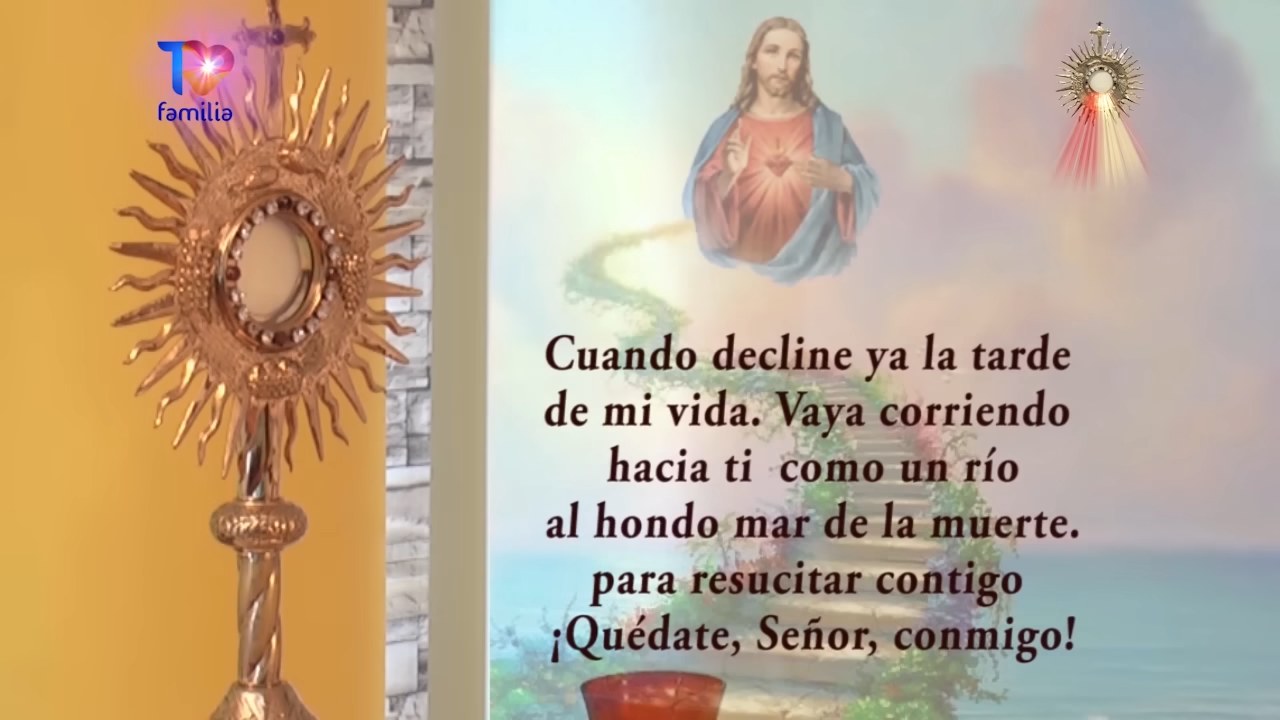 TV
familia
Cuando decline ya la tarde
de mi vida. Vaya corriendo
hacia ti como un río
al hondo mar de la muerte.
para resucitar contigo
¡Quédate, Señor, conmigo!